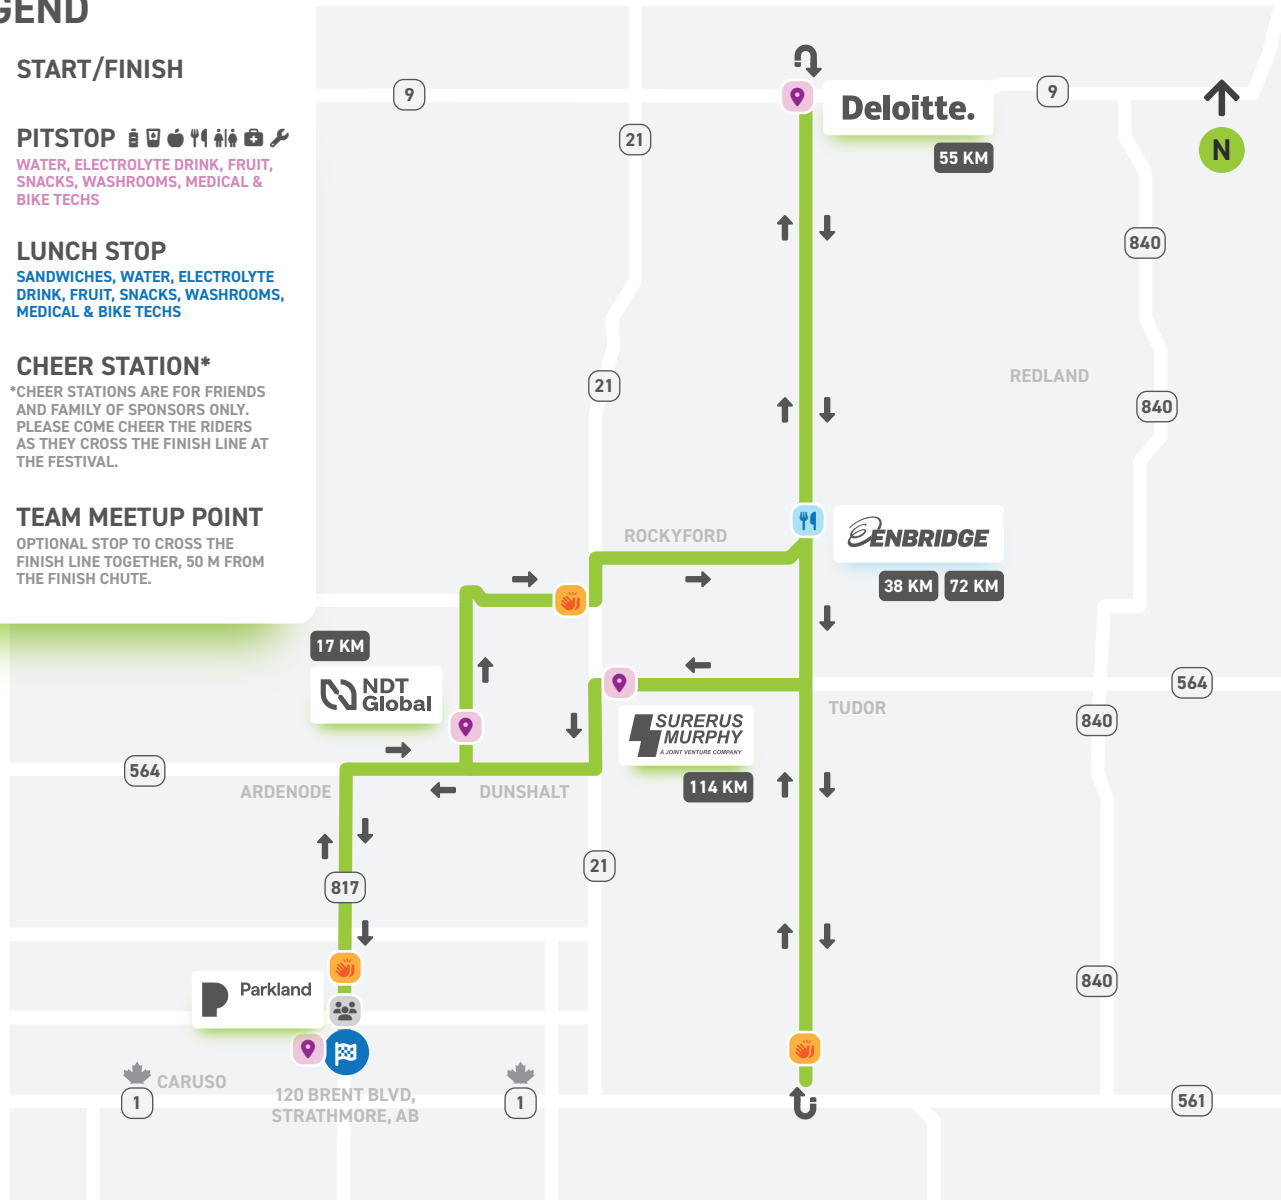 START/FINISH
PITSTOP
WATER, ELECTROLYTE DRINK, FRUIT,
SNACKS, WASHROOMS, MEDICAL &
BIKE TECHS
LUNCH STOP
SANDWICHES, WATER, ELECTROLYTE
DRINK, FRUIT, SNACKS, WASHROOMS,
MEDICAL & BIKE TECHS
CHEER STATION*
*CHEER STATIONS ARE FOR FRIENDS
AND FAMILY OF SPONSORS ONLY.
PLEASE COME CHEER THE RIDERS
AS THEY CROSS THE FINISH LINE AT
THE FESTIVAL.
TEAM MEETUP POINT
OPTIONAL STOP TO CROSS THE
FINISH LINE TOGETHER, 50 M FROM
THE FINISH CHUTE.
9
Deloitte.
55 KM
9
N
21
840
21
REDLAND
840
ROCKYFORD
ENBRIDGE
38 KM
72 KM
17 KM
NDT
Global
564
TUDOR
SURERUS
MURPHY
A JOINT VENTURE COMPANY
114 KM
840
564
ARDENODE
DUNSHALT
21
817
Parkland
840
CARUSO
1
120 BRENT BLVD,
STRATHMORE, AB
1
561